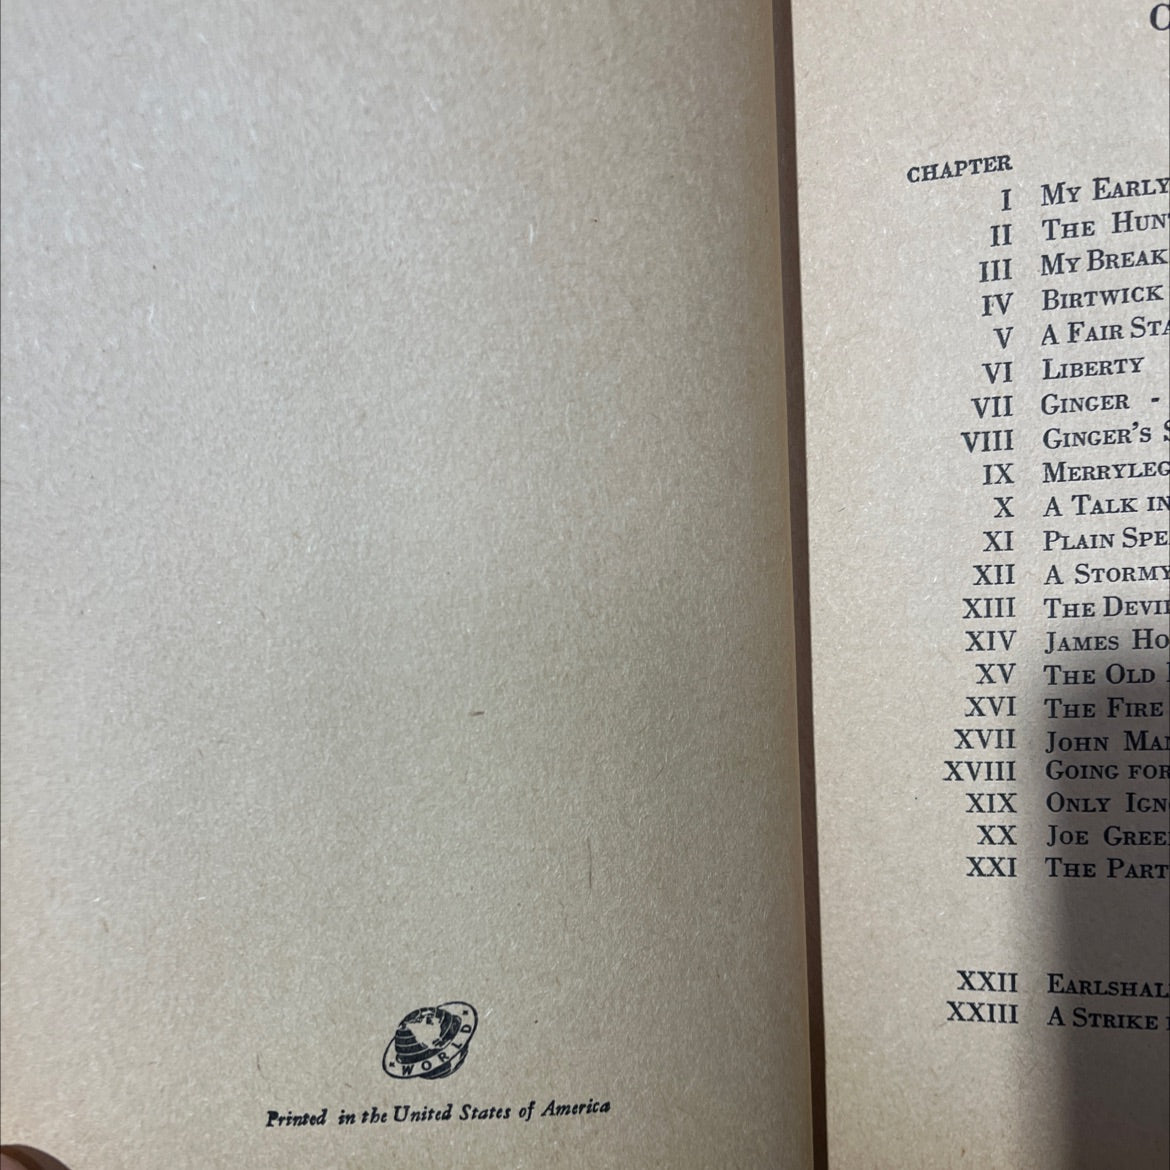 WORLD
Printed in the United States of America
CHAPTER
I MY EARLY
II THE HUN
III MY BREAK
IV BIRTWICK
V A FAIR STA
VI LIBERTY
VII GINGER -
VIII GINGER'S S
IX MERRYLEG
X A TALK IN
XI PLAIN SPE
XII A STORMY
XIII THE DEVIL
XIV JAMES HO
XV THE OLD
XVI THE FIRE
XVII JOHN MAN
XVIII GOING FOR
XIX ONLY IGN
XX JOE GREE
XXI THE PART
XXII EARLSHAL
XXIII A STRIKE